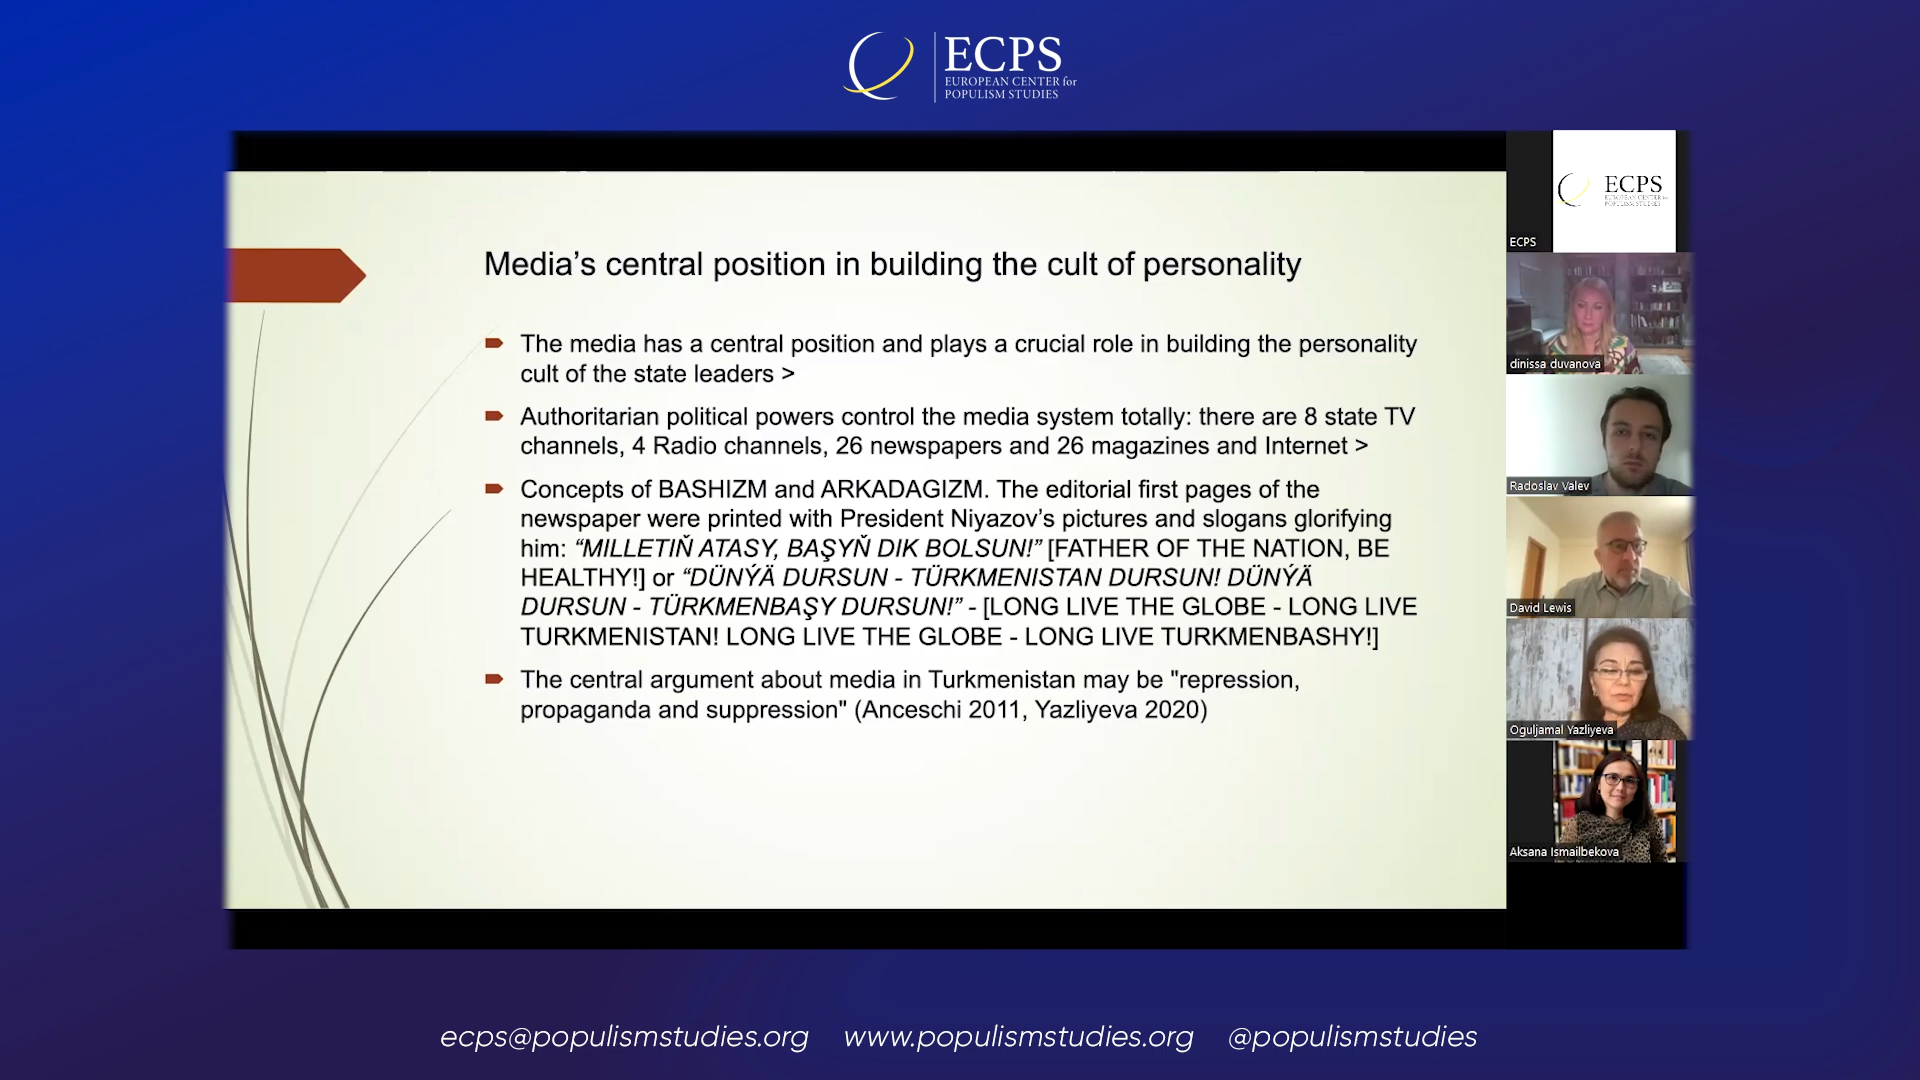 ECPS
EUROPEAN CENTER for
POPULISM STUDIES
Media’s central position in building the cult of personality
The media has a central position and plays a crucial role in building the personality
cult of the state leaders >
Authoritarian political powers control the media system totally: there are 8 state TV
channels, 4 Radio channels, 26 newspapers and 26 magazines and Internet >
Concepts of BASHIZM and ARKADAGIZM. The editorial first pages of the
newspaper were printed with President Niyazov’s pictures and slogans glorifying
him: “MILLETIŇ ATASY, BAŞYŇ DIK BOLSUN!” [FATHER OF THE NATION, BE
HEALTHY!] or “DÜNÝÄ DURSUN - TÜRKMENISTAN DURSUN! DÜNÝÄ
DURSUN - TÜRKMENBAŞY DURSUN!” - [LONG LIVE THE GLOBE - LONG LIVE
TURKMENISTAN! LONG LIVE THE GLOBE - LONG LIVE TURKMENBASHY!]
The central argument about media in Turkmenistan may be "repression,
propaganda and suppression" (Anceschi 2011, Yazliyeva 2020)
ECPS
EUROPEAN CENTER for
POPULISM STUDIES
ECPS
dinissa duvanova
Radoslav Valev
David Lewis
Oguljamal Yazliyeva
Aksana Ismailbekova
ecps@populismstudies.org www.populismstudies.org @populismstudies